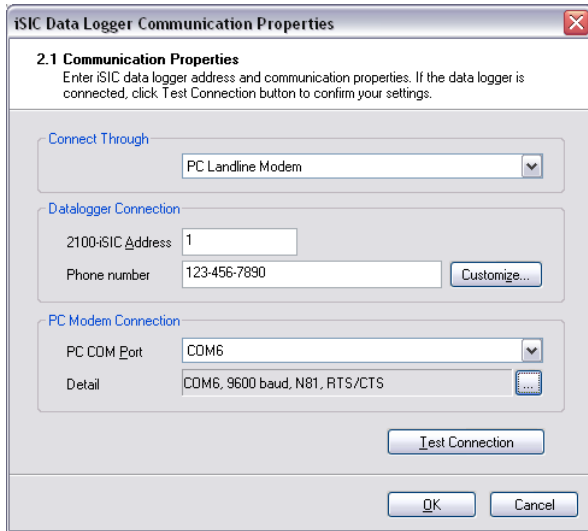 iSIC Data Logger Communication Properties
2.1 Communication Properties
Enter iSIC data logger address and communication properties. If the data logger is
connected, click Test Connection button to confirm your settings.
Connect Through
PC Landline Modem
Datalogger Connection
2100-iSIC Address 1
Phone number 123-456-7890 Customize...
PC Modem Connection
PC COM Port COM6
Detail COM6, 9600 baud, N81, RTS/CTS ...
Test Connection
OK Cancel